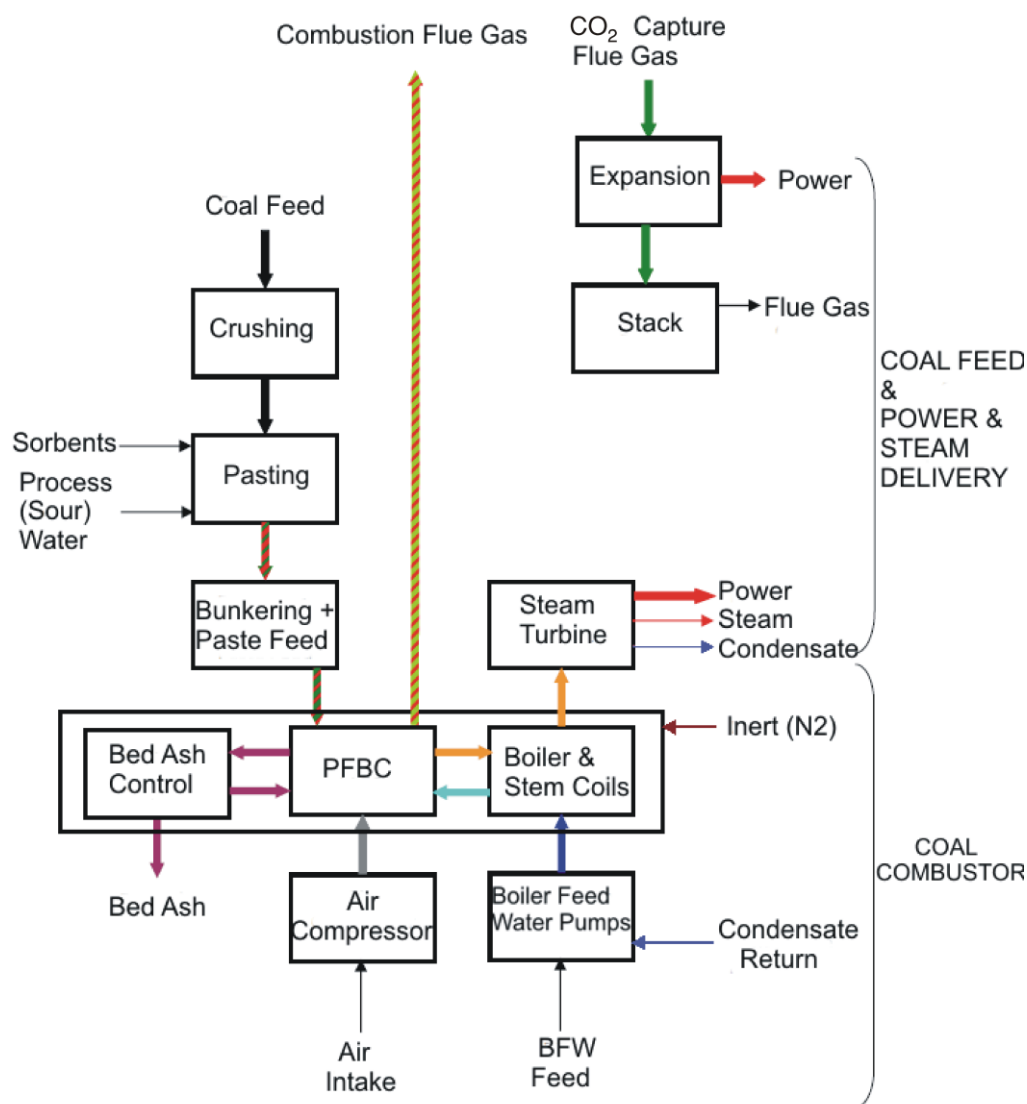 Combustion Flue Gas
CO₂ Capture
Flue Gas
Expansion
Power
Coal Feed
Crushing
Stack
Flue Gas
COAL FEED
&
POWER &
STEAM
DELIVERY
Sorbents
Process
(Sour)
Water
Pasting
Bunkering +
Paste Feed
Steam
Turbine
Power
Steam
Condensate
Inert (N2)
Bed Ash
Control
PFBC
Boiler &
Stem Coils
COAL
COMBUSTOR
Bed Ash
Air
Compressor
Boiler Feed
Water Pumps
Condensate
Return
Air
Intake
BFW
Feed